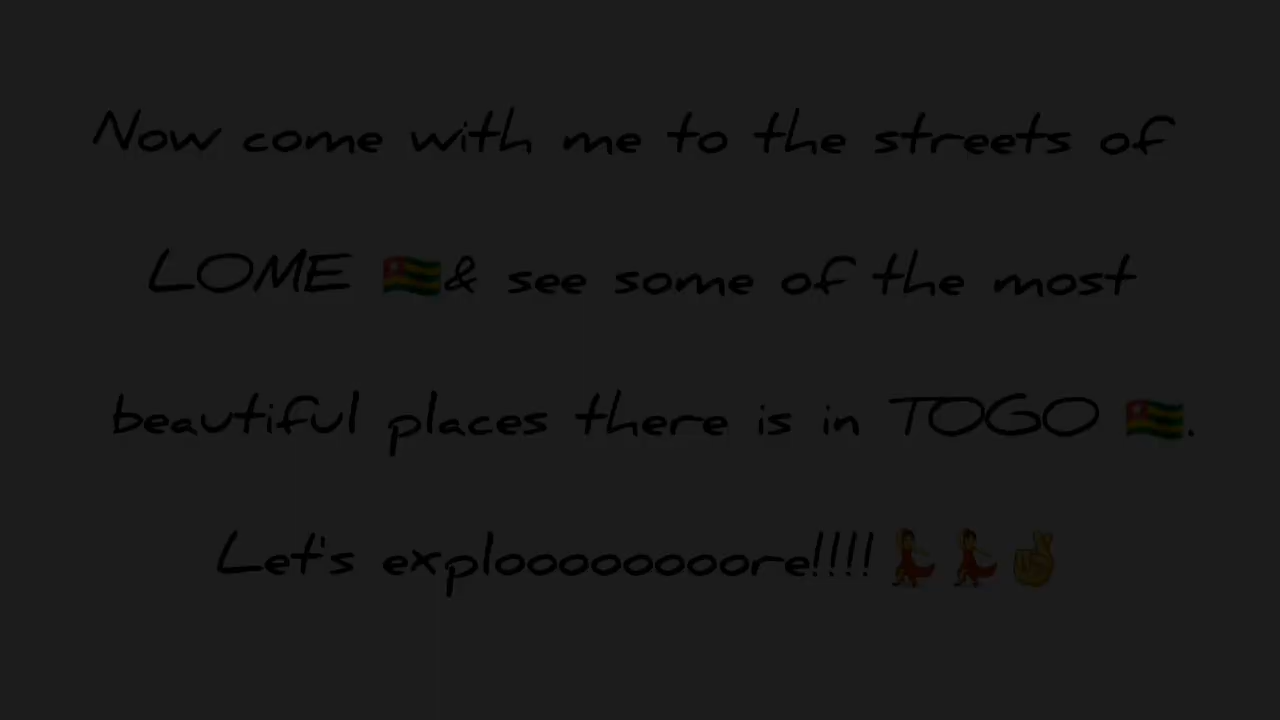 Now come with me to the streets of
LOME 🇹🇬& see some of the most
beautiful places there is in TOGO 🇹🇬.
Let's exploooooooore!!!!💃💃🤞